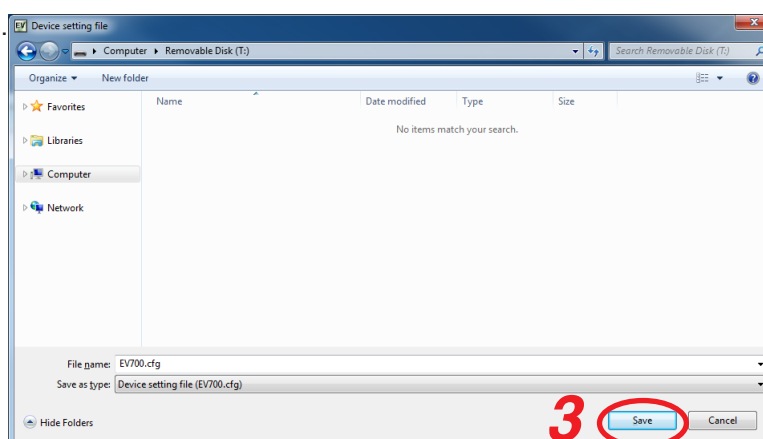 EV Device setting file
Computer Removable Disk (T:) Search Removable Disk (T:)
Organize New folder
Name Date modified Type Size
No items match your search.
Favorites
Libraries
Computer
Network
File name: EV700.cfg
Save as type: Device setting file (EV700.cfg)
Hide Folders 3 Save Cancel